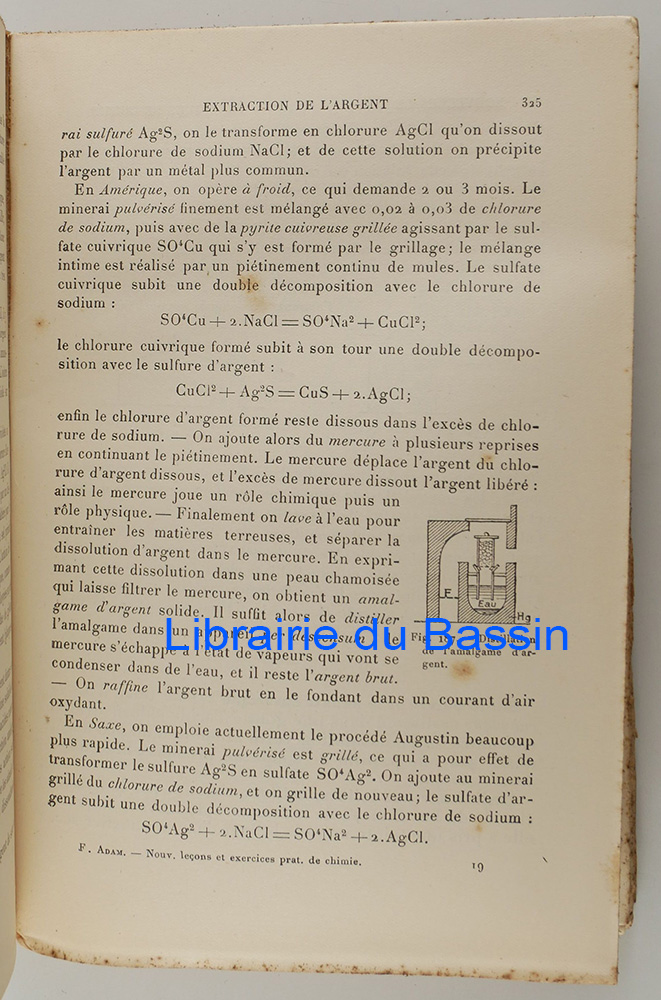 EXTRACTION DE L'ARGENT 325
rai sulfuré Ag²S, on le transforme en chlorure AgCl qu'on dissout
par le chlorure de sodium NaCl; et de cette solution on précipite
l'argent par un métal plus commun.
En Amérique, on opère à froid, ce qui demande 2 ou 3 mois. Le
minerai pulvérisé finement est mélangé avec 0,02 à 0,03 de chlorure
de sodium, puis avec de la pyrite cuivreuse grillée agissant par le sul-
fate cuivrique SO⁴Cu qui s'y est formé par le grillage; le mélange
intime est réalisé par un piétinement continu de mules. Le sulfate
cuivrique subit une double décomposition avec le chlorure de
sodium :
SO⁴Cu + 2.NaCl = SO⁴Na² + CuCl²;
le chlorure cuivrique formé subit à son tour une double décompo-
sition avec le sulfure d'argent :
CuCl² + Ag²S = CuS + 2.AgCl;
enfin le chlorure d'argent formé reste dissous dans l'excès de chlo-
rure de sodium. — On ajoute alors du mercure à plusieurs reprises
en continuant le piétinement. Le mercure déplace l'argent du chlo-
rure d'argent dissous, et l'excès de mercure dissout l'argent libéré :
ainsi le mercure joue un rôle chimique puis un
rôle physique. — Finalement on lave à l'eau pour
entraîner les matières terreuses, et séparer la
dissolution d'argent dans le mercure. En expri-
mant cette dissolution dans une peau chamoisée
qui laisse filtrer le mercure, on obtient un amal-
game d'argent solide. Il suffit alors de distiller
l'amalgame dans un : le
mercure s'échappe à l'état de vapeurs qui vont se
condenser dans de l'eau, et il reste l'argent brut.
— On raffine l'argent brut en le fondant dans un courant d'air
oxydant.
F
Eau
Hg
Fig. Distillation
de l'amalgame d'ar-
gent.
En Saxe, on emploie actuellement le procédé Augustin beaucoup
plus rapide. Le minerai pulvérisé est grillé, ce qui a pour effet de
transformer le sulfure Ag²S en sulfate SO⁴Ag². On ajoute au minerai
grillé du chlorure de sodium, et on grille de nouveau; le sulfate d'ar-
gent subit une double décomposition avec le chlorure de sodium :
SO⁴Ag² + 2.NaCl = SO⁴Na² + 2.AgCl.
F. ADAM. — Nouv. leçons et exercices prat. de chimie. 19
Librairie du Bassin